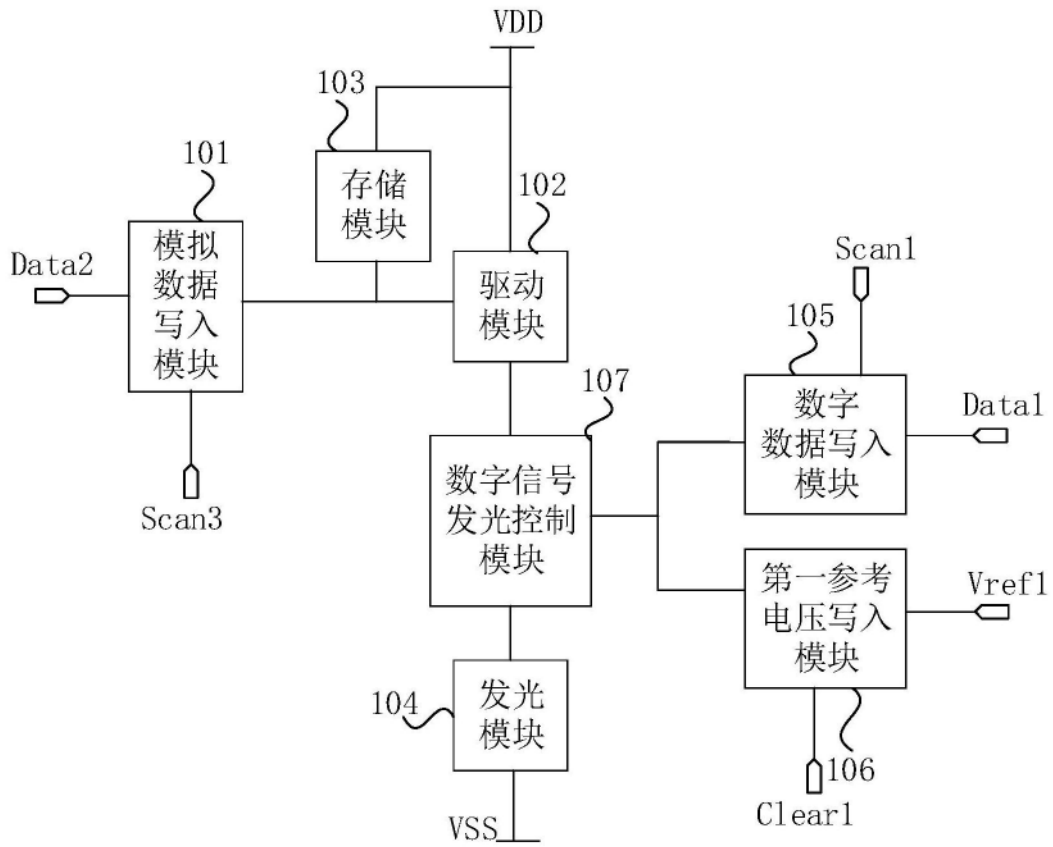 VDD
103
存储
模块
101
模拟
数据
写入
模块
Data2
Scan3
102
驱动
模块
107
数字信号
发光控制
模块
Scan1
105
数字
数据写入
模块
Data1
第一参考
电压写入
模块
Vref1
106
Clear1
104
发光
模块
VSS